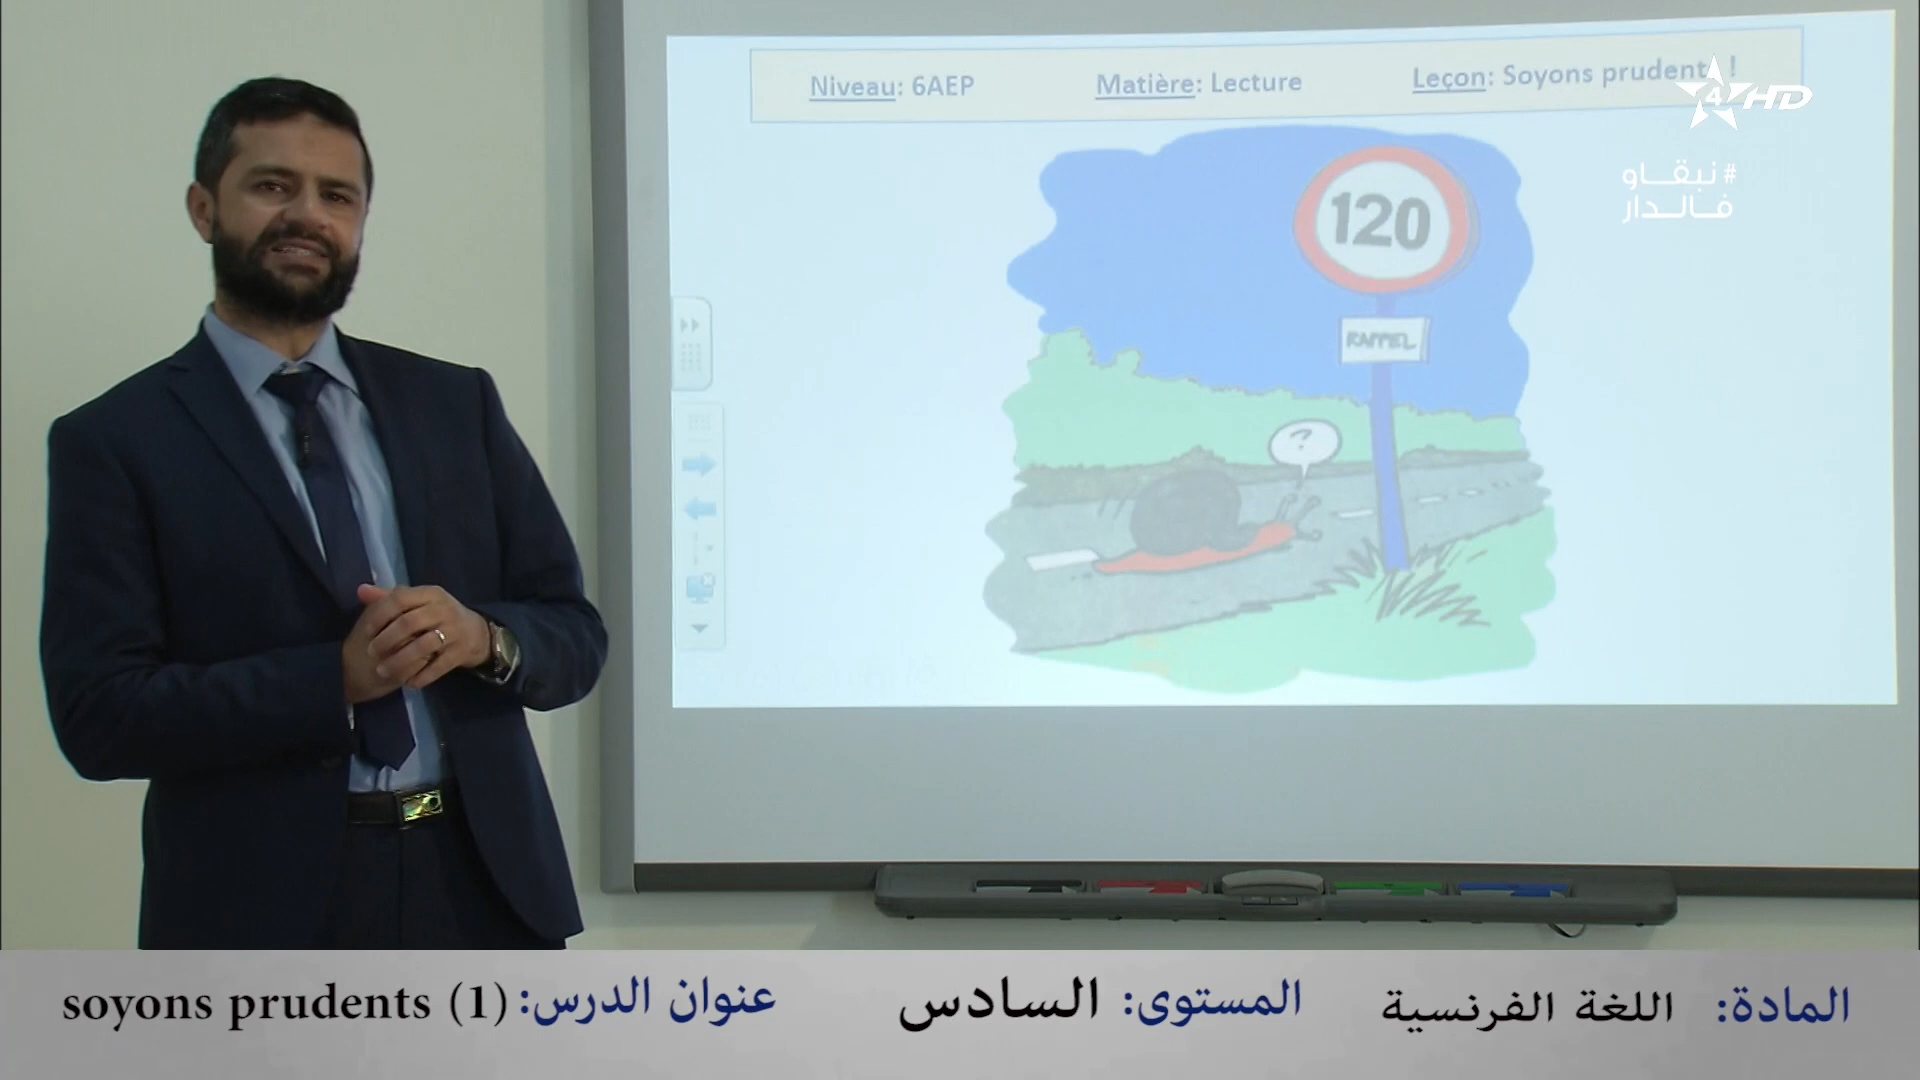 Niveau: 6AEP Matière: Lecture Leçon: Soyons prudents !
4 HD
#نبقاو
فالدار
120
RAPPEL
?
المادة: اللغة الفرنسية المستوى: السادس عنوان الدرس: soyons prudents (1)